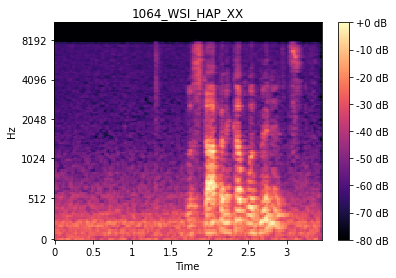 1064_WSI_HAP_XX
+0 dB
8192
-10 dB
4096
-20 dB
-30 dB
2048
Hz
-40 dB
1024
-50 dB
512
-60 dB
-70 dB
0
-80 dB
0 0.5 1 1.5 2 2.5 3
Time